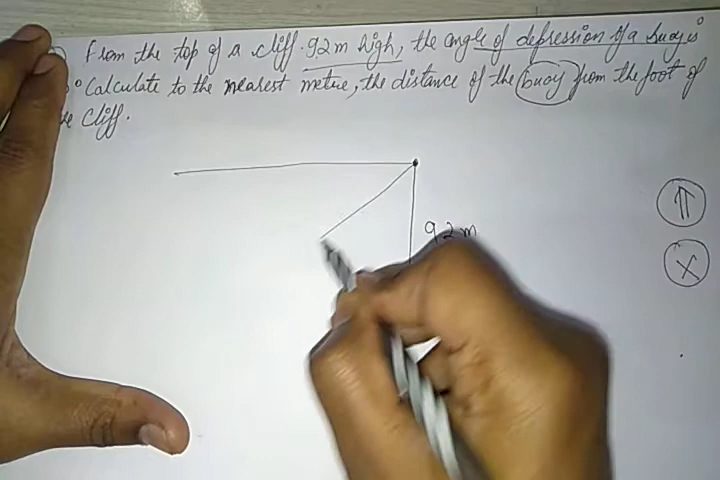 From the top of a cliff. 92m high, the angle of depression of a buoy is
° Calculate to the nearest metre, the distance of the buoy from the foot of
cliff.
92m
π
X